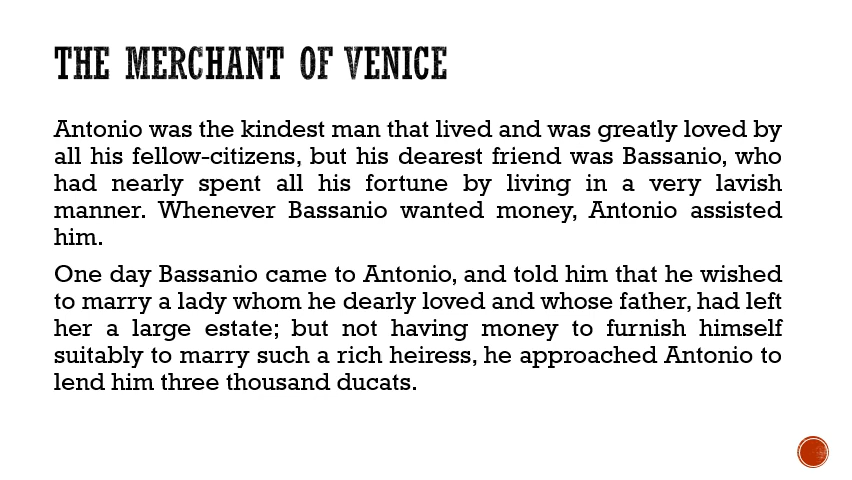 THE MERCHANT OF VENICE
Antonio was the kindest man that lived and was greatly loved by
all his fellow-citizens, but his dearest friend was Bassanio, who
had nearly spent all his fortune by living in a very lavish
manner. Whenever Bassanio wanted money, Antonio assisted
him.
One day Bassanio came to Antonio, and told him that he wished
to marry a lady whom he dearly loved and whose father, had left
her a large estate; but not having money to furnish himself
suitably to marry such a rich heiress, he approached Antonio to
lend him three thousand ducats.